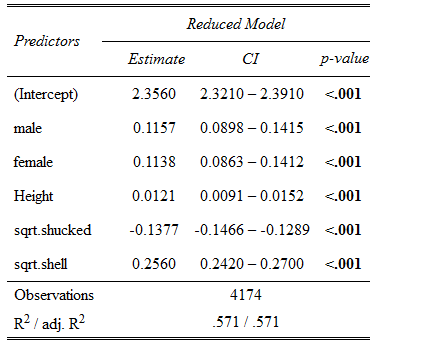 Reduced Model
Predictors
Estimate CI p-value
(Intercept) 2.3560 2.3210 – 2.3910 <.001
male 0.1157 0.0898 – 0.1415 <.001
female 0.1138 0.0863 – 0.1412 <.001
Height 0.0121 0.0091 – 0.0152 <.001
sqrt.shucked -0.1377 -0.1466 – -0.1289 <.001
sqrt.shell 0.2560 0.2420 – 0.2700 <.001
Observations 4174
R² / adj. R² .571 / .571